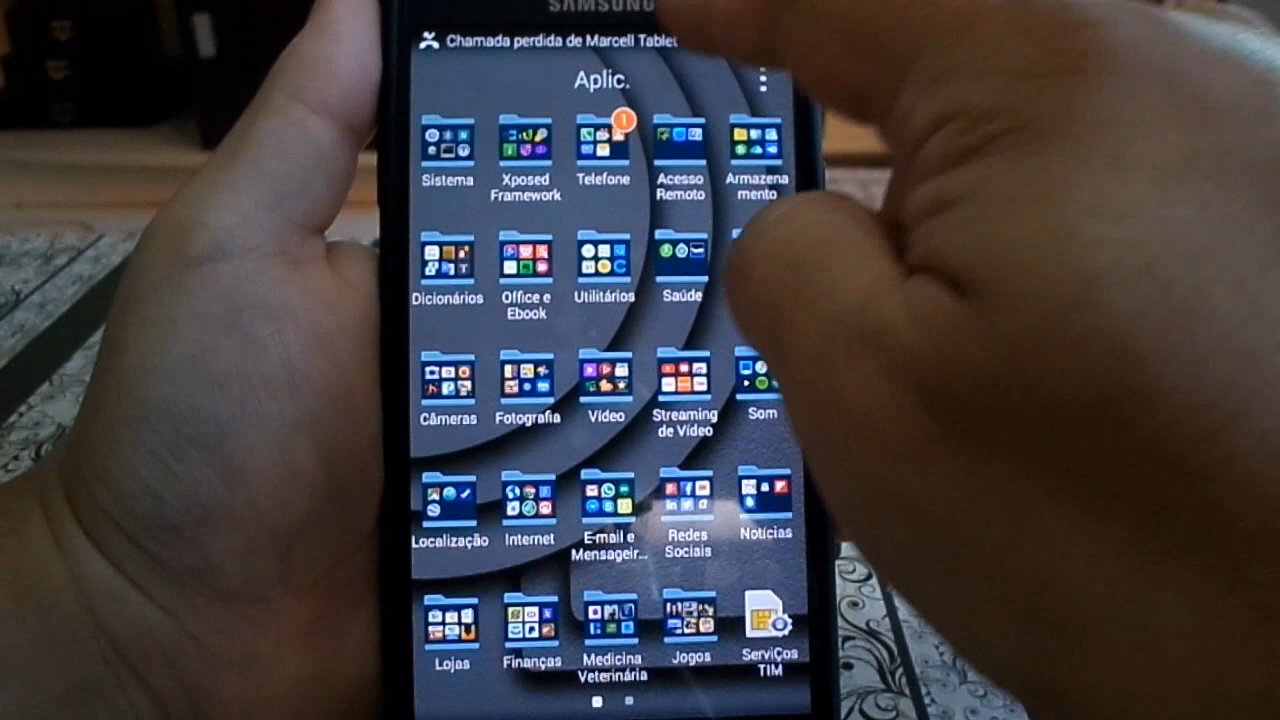 SAMSUNG
Chamada perdida de Marcell Tablet
Aplic.
1
Sistema
Xposed
Framework
Telefone
Acesso
Remoto
Armazena
mento
Dicionários
Office e
Ebook
Utilitários
Saúde
Câmeras
Fotografia
Vídeo
Streaming
de Vídeo
Som
Localização
Internet
E-mail e
Mensageir...
Redes
Sociais
Notícias
Lojas
Finanças
Medicina
Veterinária
Jogos
ServiÇos
TIM